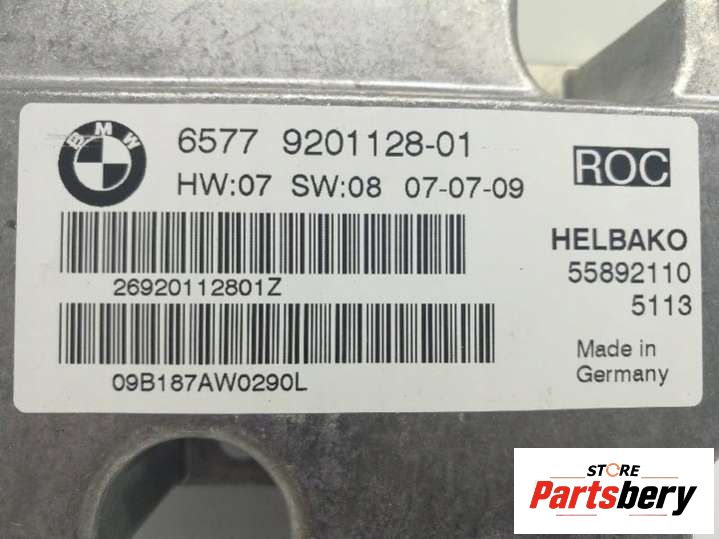 BMW
6577 9201128-01
HW:07 SW:08 07-07-09
ROC
26920112801Z
HELBAKO
55892110
5113
09B187AW0290L
Made in
Germany
STORE
Partsbery